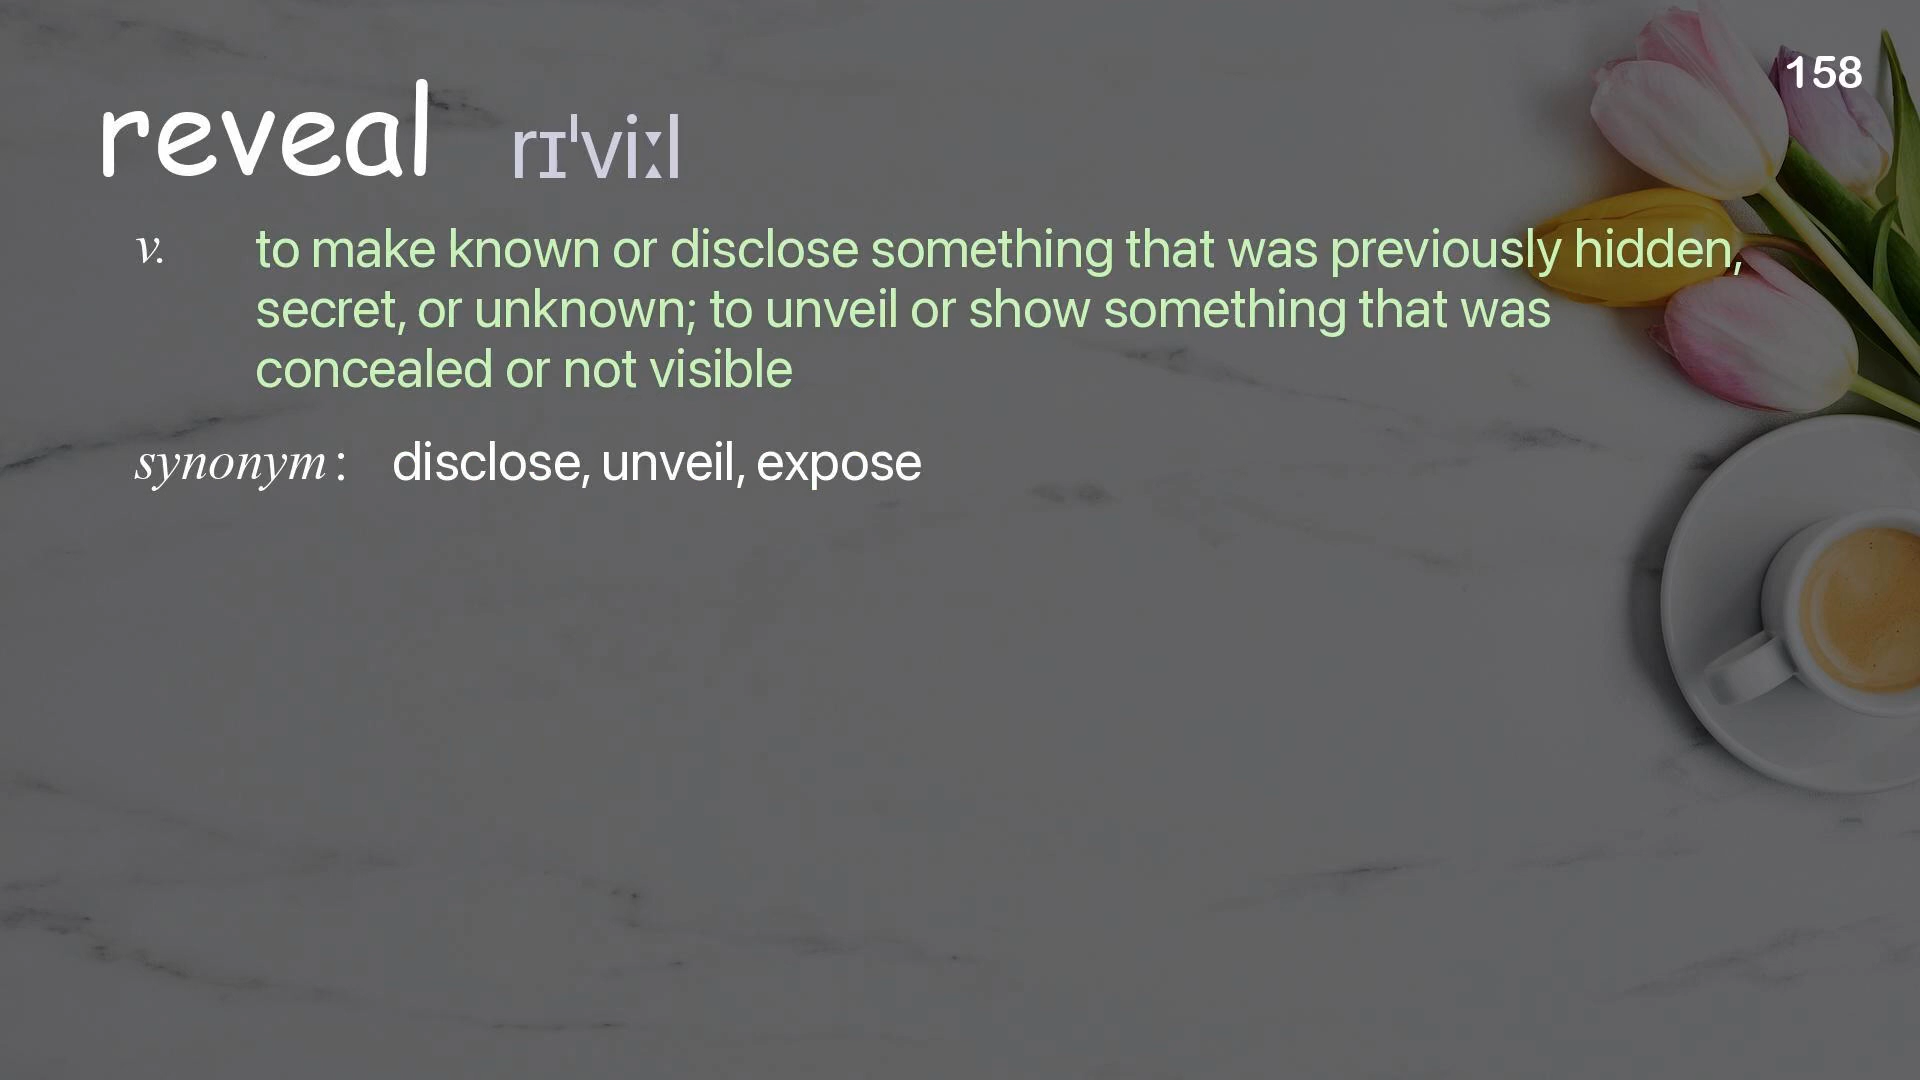 158
reveal rɪˈviːl
v. to make known or disclose something that was previously hidden,
secret, or unknown; to unveil or show something that was
concealed or not visible
synonym: disclose, unveil, expose